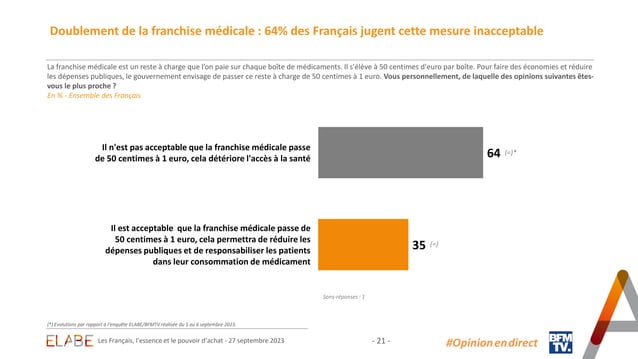 Doublement de la franchise médicale : 64% des Français jugent cette mesure inacceptable
La franchise médicale est un reste à charge que l'on paie sur chaque boîte de médicaments. Il s'élève à 50 centimes d'euro par boîte. Pour faire des économies et réduire
les dépenses publiques, le gouvernement envisage de passer ce reste à charge de 50 centimes à 1 euro. Vous personnellement, de laquelle des opinions suivantes êtes-
vous le plus proche ?
En % - Ensemble des Français
Il n'est pas acceptable que la franchise médicale passe
de 50 centimes à 1 euro, cela détériore l'accès à la santé
64 (=)*
Il est acceptable que la franchise médicale passe de
50 centimes à 1 euro, cela permettra de réduire les
dépenses publiques et de responsabiliser les patients
dans leur consommation de médicament
35 (=)
Sans réponses : 1
(*) Evolutions par rapport à l'enquête ELABE/BFMTV réalisée du 5 au 6 septembre 2023.
ELABE Les Français, l'essence et le pouvoir d'achat - 27 septembre 2023
- 21 -
#Opinionendirect
BFM
TV.